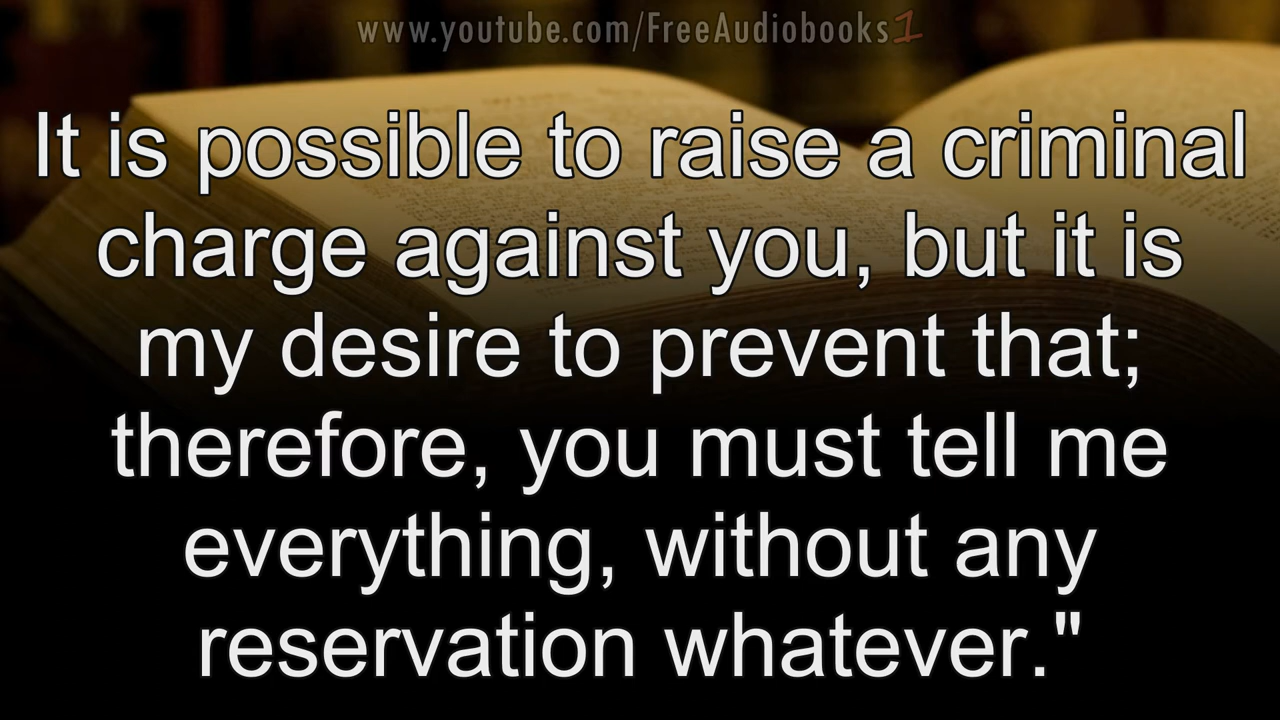 www.youtube.com/FreeAudiobooks1
It is possible to raise a criminal
charge against you, but it is
my desire to prevent that;
therefore, you must tell me
everything, without any
reservation whatever."